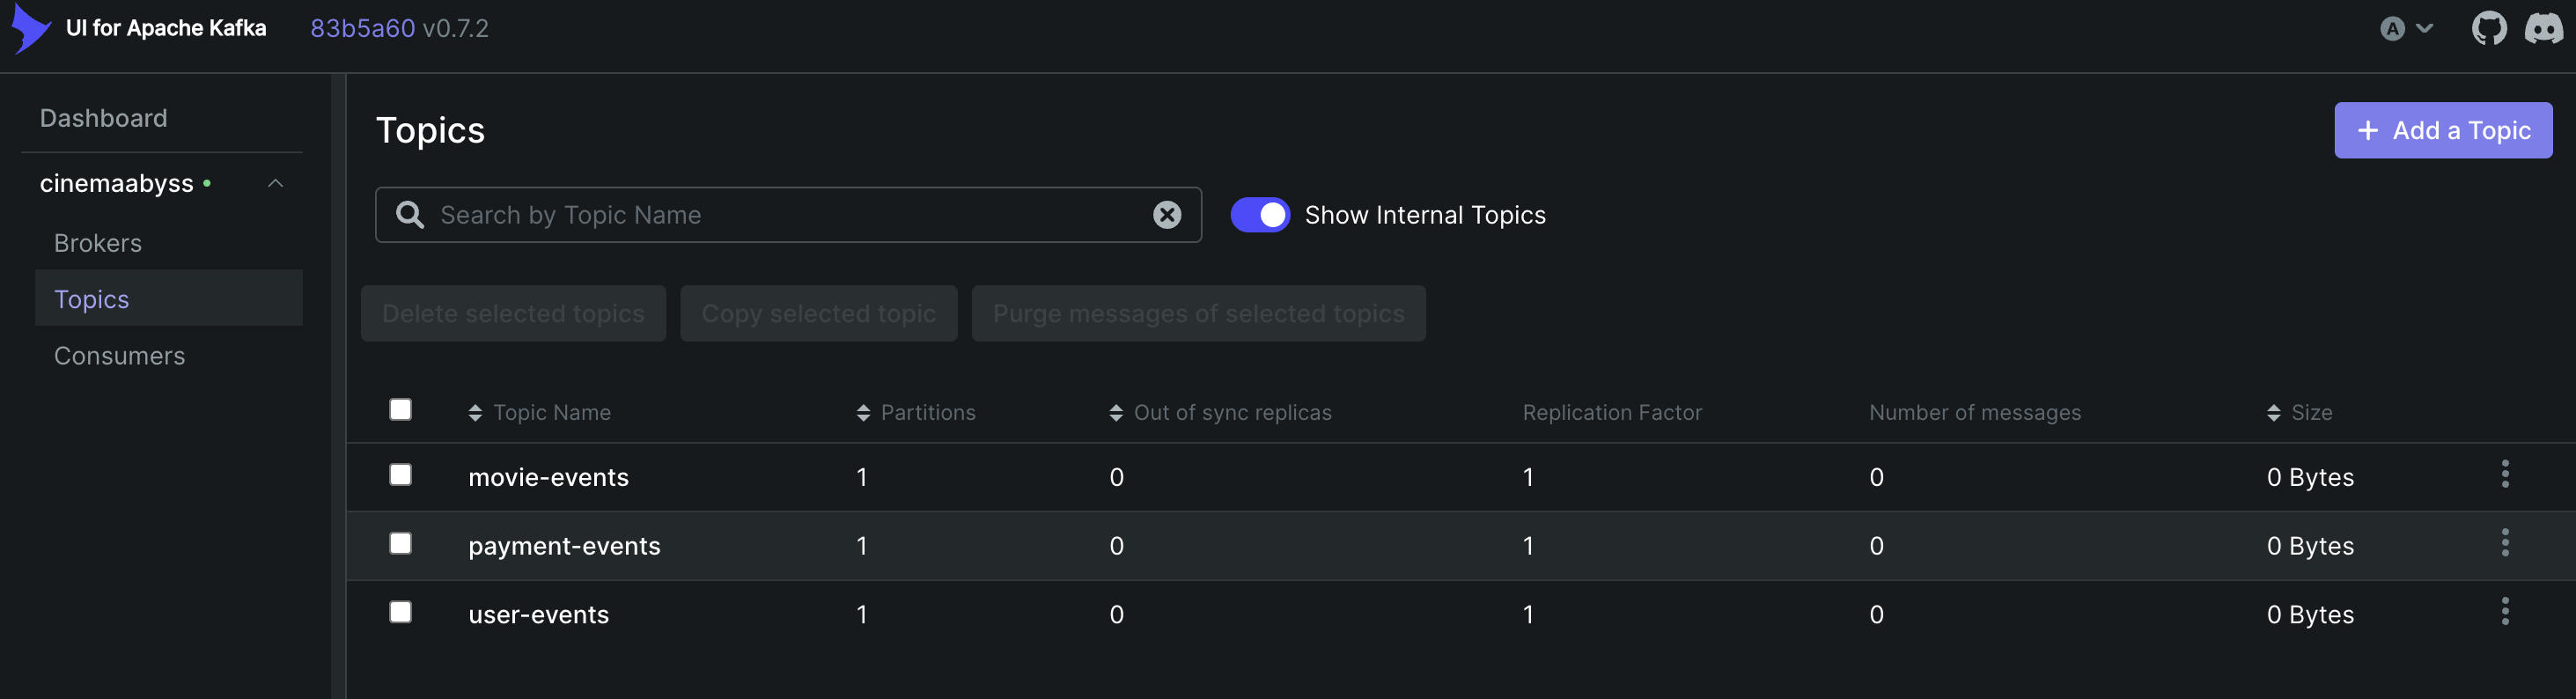 UI for Apache Kafka 83b5a60 v0.7.2 A
Dashboard
cinemaabyss
Brokers
Topics
Consumers
Topics
Add a Topic
Search by Topic Name
Show Internal Topics
Delete selected topics Copy selected topic Purge messages of selected topics
Topic Name Partitions Out of sync replicas Replication Factor Number of messages Size
movie-events 1 0 1 0 0 Bytes
payment-events 1 0 1 0 0 Bytes
user-events 1 0 1 0 0 Bytes